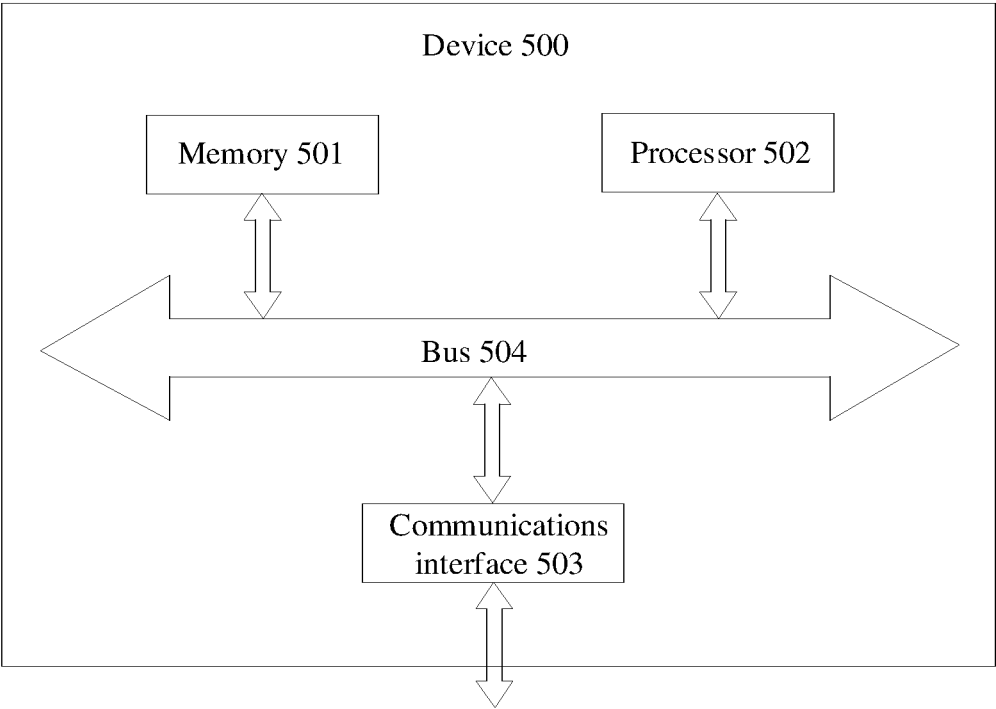 Device 500
Memory 501
Processor 502
Bus 504
Communications
interface 503